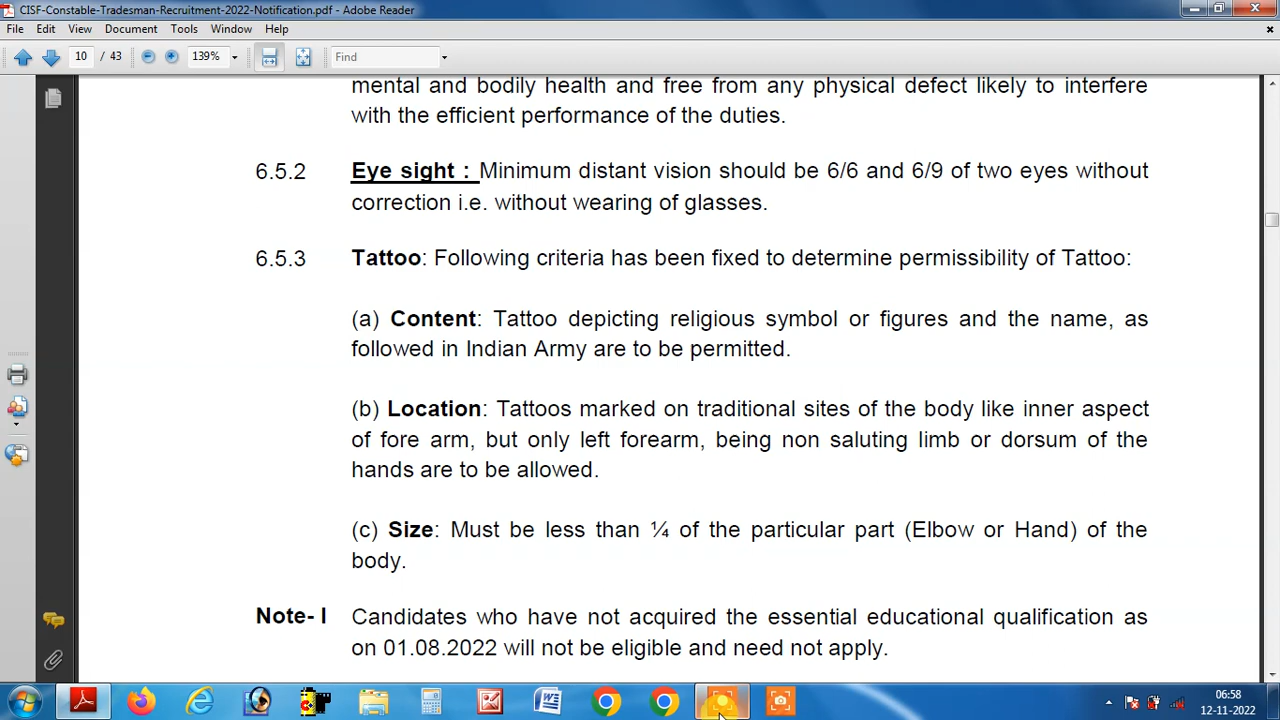 CISF-Constable-Tradesman-Recruitment-2022-Notification.pdf - Adobe Reader
File Edit View Document Tools Window Help
10 / 43 139% Find
mental and bodily health and free from any physical defect likely to interfere
with the efficient performance of the duties.
6.5.2 Eye sight : Minimum distant vision should be 6/6 and 6/9 of two eyes without
correction i.e. without wearing of glasses.
6.5.3 Tattoo: Following criteria has been fixed to determine permissibility of Tattoo:
(a) Content: Tattoo depicting religious symbol or figures and the name, as
followed in Indian Army are to be permitted.
(b) Location: Tattoos marked on traditional sites of the body like inner aspect
of fore arm, but only left forearm, being non saluting limb or dorsum of the
hands are to be allowed.
(c) Size: Must be less than ¼ of the particular part (Elbow or Hand) of the
body.
Note- I Candidates who have not acquired the essential educational qualification as
on 01.08.2022 will not be eligible and need not apply.
06:58
12-11-2022